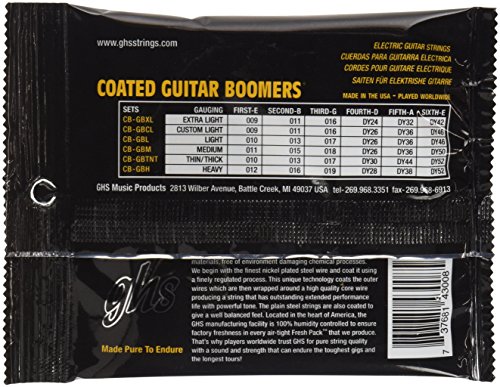 www.ghsstrings.com
ELECTRIC GUITAR STRINGS
CUERDAS PARA GUITARRA ELECTRICA
CORDES POUR GUITARE ELECTRIQUE
SAITEN FÜR ELEKTRISHE GITARRE
COATED GUITAR BOOMERS®
MADE IN THE USA - PLAYED WORLDWIDE
SETS GAUGING FIRST-E SECOND-B THIRD-G FOURTH-D FIFTH-A SIXTH-E
CB-GBXL EXTRA LIGHT 009 011 016 DY24 DY32 DY42
CB-GBCL CUSTOM LIGHT 009 011 016 DY26 DY36 DY46
CB-GBL LIGHT 010 013 017 DY26 DY36 DY46
CB-GBM MEDIUM 011 015 018 DY26 DY36 DY50
CB-GBTNT THIN/THICK 010 013 017 DY30 DY44 DY52
CB-GBH HEAVY 012 016 019 DY28 DY38 DY52
GHS Music Products 2813 Wilber Avenue, Battle Creek, MI 49037 USA tel-269.968.3351 fax-269.968-6913
materials, free of environment damaging chemical processes.
We begin with the finest nickel plated steel wire and coat it using
a finely regulated process. This unique technology coats the outer
wires which are then wrapped around a high quality core wire
producing a string that has outstanding extended performance
life with powerful tone. The plain steel strings are also coated to
give a well balanced feel. Located in the heart of America, the
GHS manufacturing facility is 100% humidity controlled to ensure
factory freshness in every air-tight Fresh Pack™ that we produce.
That's why players worldwide trust GHS for pure string quality
with a sound and strength that can endure the toughest gigs and
the longest tours!
ghs
Made Pure To Endure
7 37681 43008